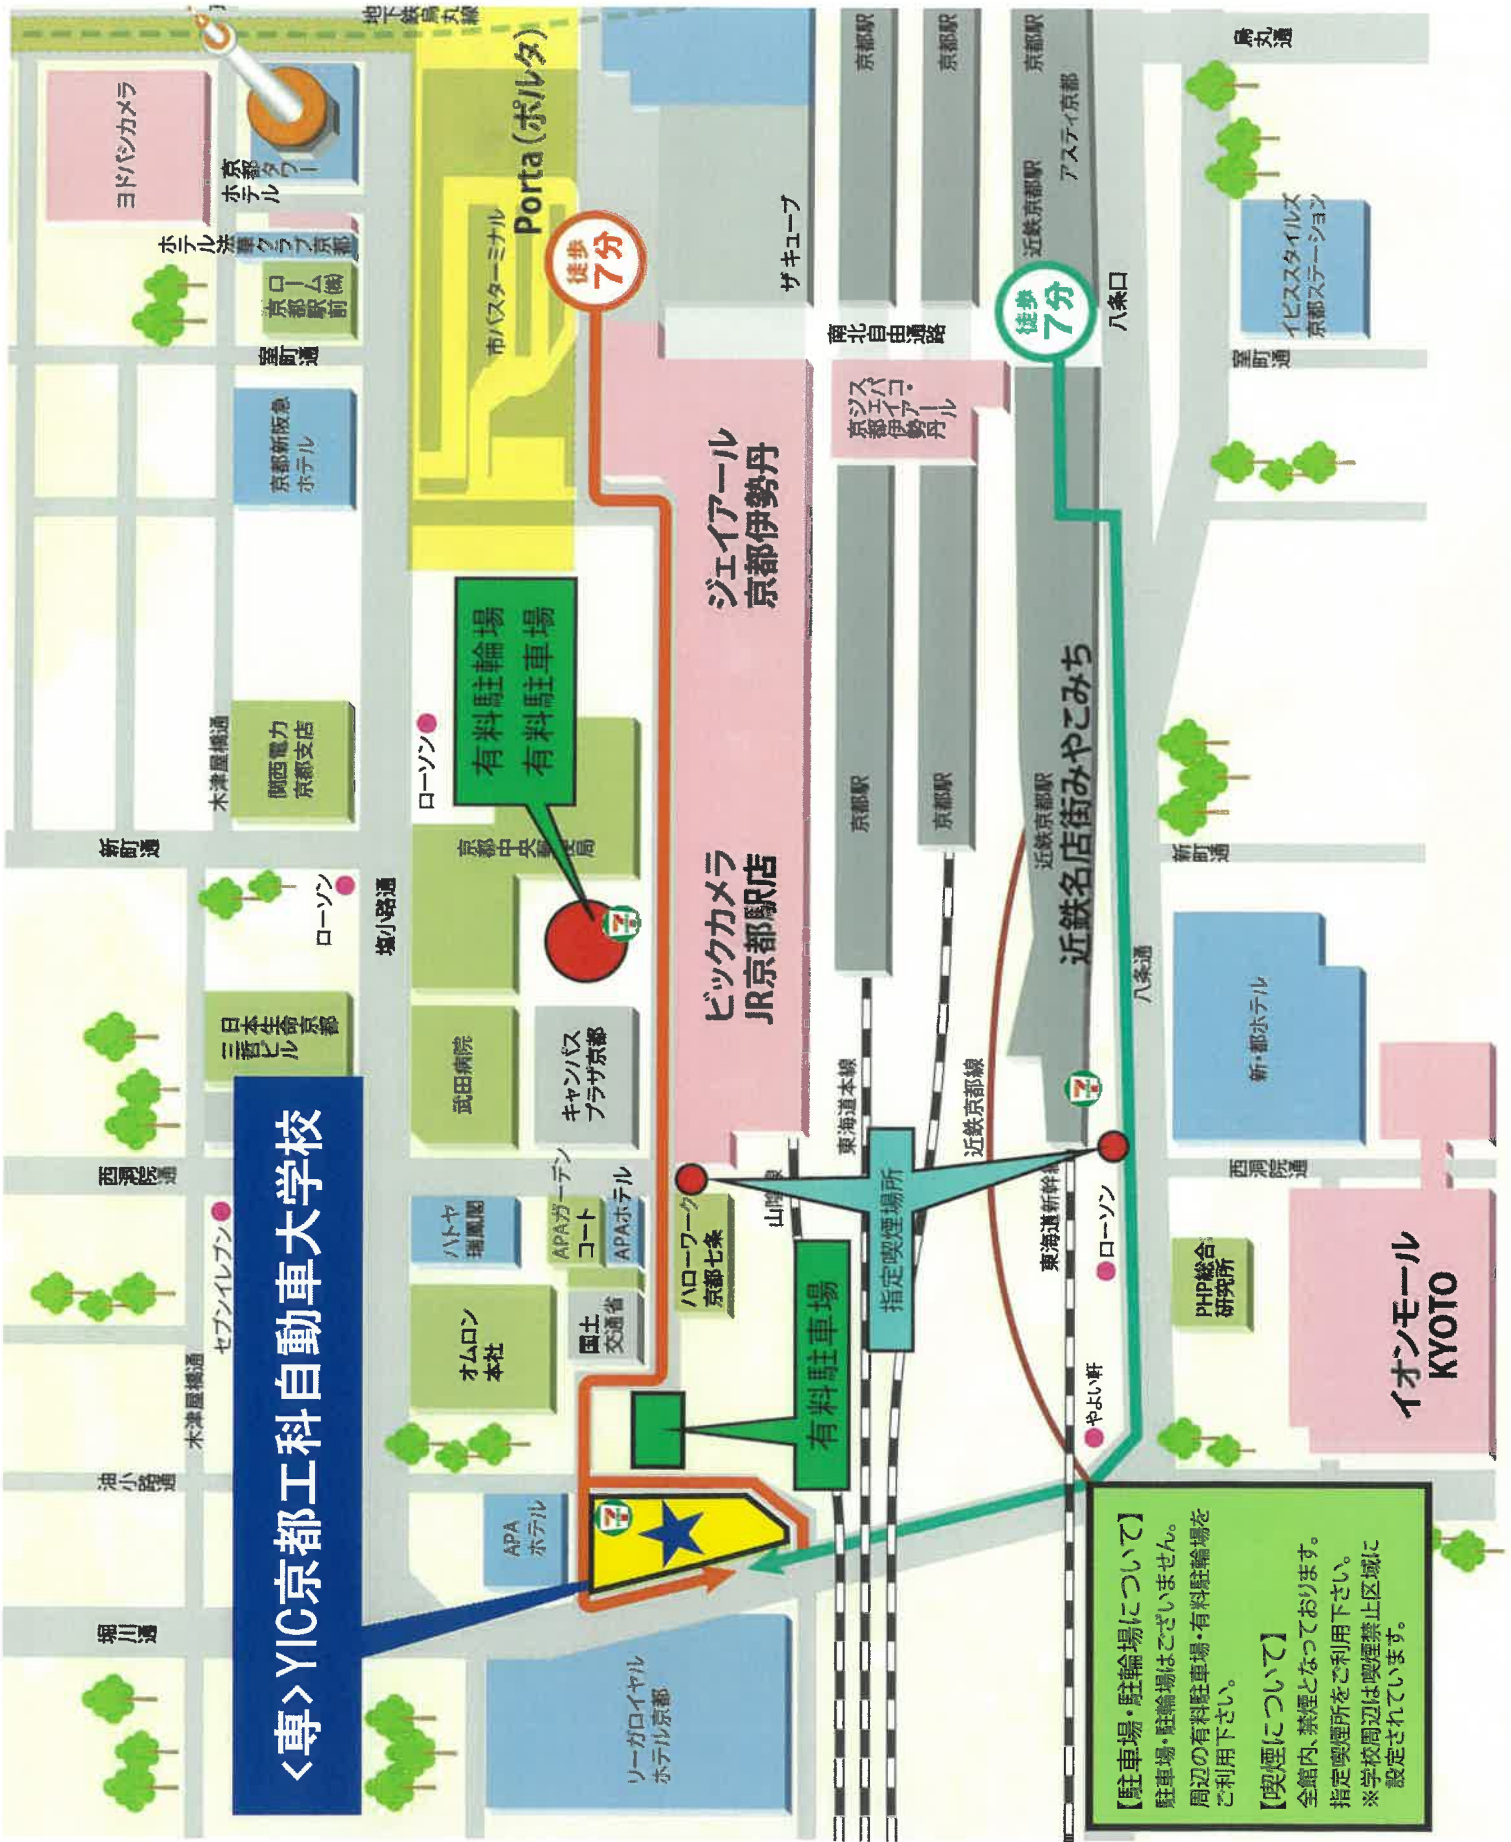 <専>YIC京都工科自動車大学校
堀川通
油小路通
西洞院通
新町通
室町通
木津屋橋通
木津屋橋通
セブンイレブン
三哲ビル
日本生命京都
ローソン
関西電力
京都支店
京都新阪急
ホテル
ローム㈱
京都駅前
ホテル法華クラブ京都
京都タワー
ホテル
ヨドバシカメラ
地下鉄烏丸線
塩小路通
リーガロイヤル
ホテル京都
APA
ホテル
オムロン
本社
ハトヤ
瑞鳳閣
APAガーデン
コート
APAホテル
国土
交通省
武田病院
キャンパス
プラザ京都
京都中央郵便局
ローソン
有料駐輪場
有料駐車場
市バスターミナル
Porta(ポルタ)
徒歩
7分
ハローワーク
京都七条
ビックカメラ
JR京都駅店
ジェイアール
京都伊勢丹
ザ キューブ
有料駐車場
指定喫煙場所
山陰線
東海道本線
近鉄京都線
東海道新幹線
京都駅
京都駅
京都駅
京都駅
京都駅
南北自由通路
ジェイアール
京都伊勢丹
スバコ・
近鉄京都駅
近鉄名店街みやこみち
近鉄京都駅
アスティ京都
徒歩
7分
八条口
烏丸通
八条通
ローソン
やよい軒
PHP総合
研究所
イオンモール
KYOTO
西洞院通
新・都ホテル
新町通
室町通
イビススタイルズ
京都ステーション
【駐車場・駐輪場について】
駐車場・駐輪場はございません。
周辺の有料駐車場・有料駐輪場を
ご利用下さい。
【喫煙について】
全館内、禁煙となっております。
指定喫煙所をご利用下さい。
※学校周辺は喫煙禁止区域に
設定されています。